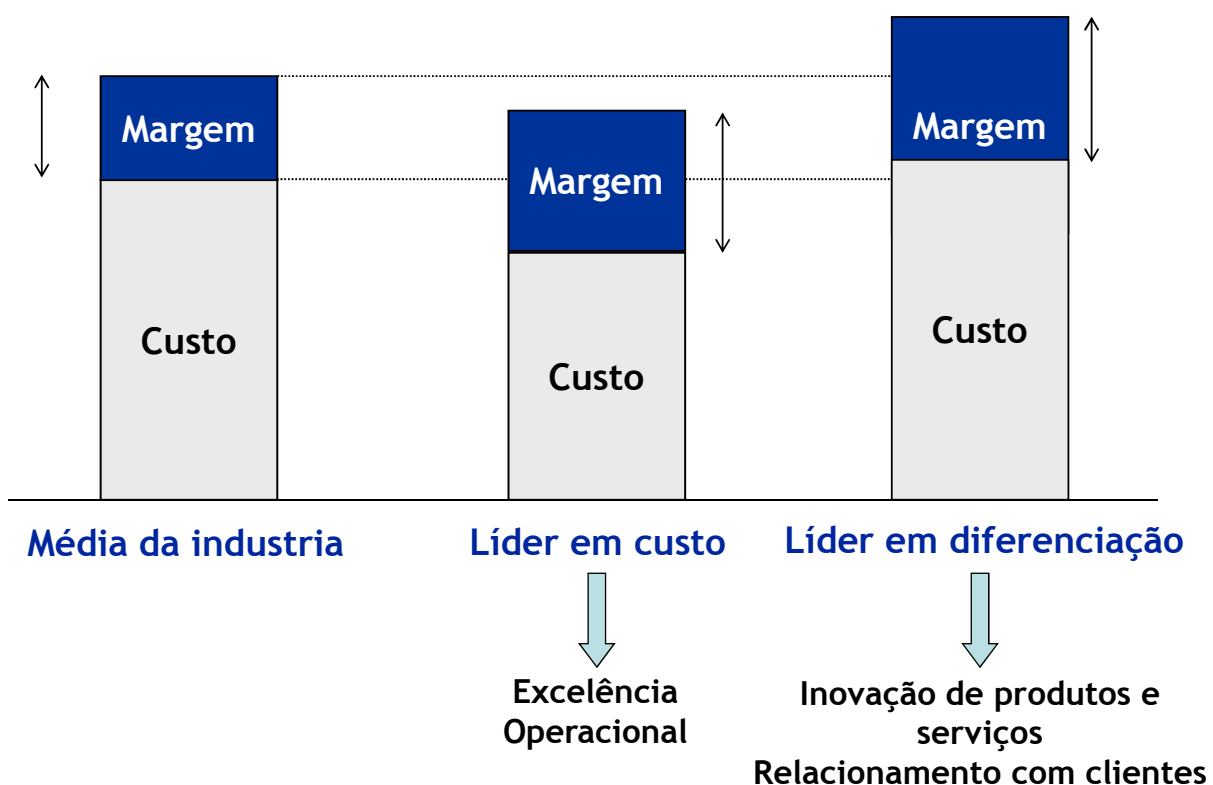 Margem
Margem
Margem
Custo
Custo
Custo
Média da industria
Líder em custo
Líder em diferenciação
Excelência
Operacional
Inovação de produtos e
serviços
Relacionamento com clientes